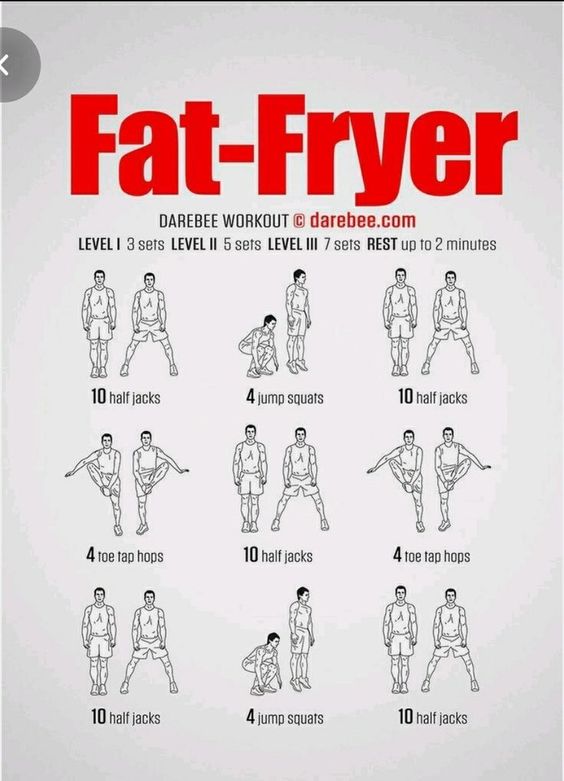 Fat-Fryer
DAREBEE WORKOUT © darebee.com
LEVEL I 3 sets LEVEL II 5 sets LEVEL III 7 sets REST up to 2 minutes
10 half jacks
4 jump squats
10 half jacks
4 toe tap hops
10 half jacks
4 toe tap hops
10 half jacks
4 jump squats
10 half jacks